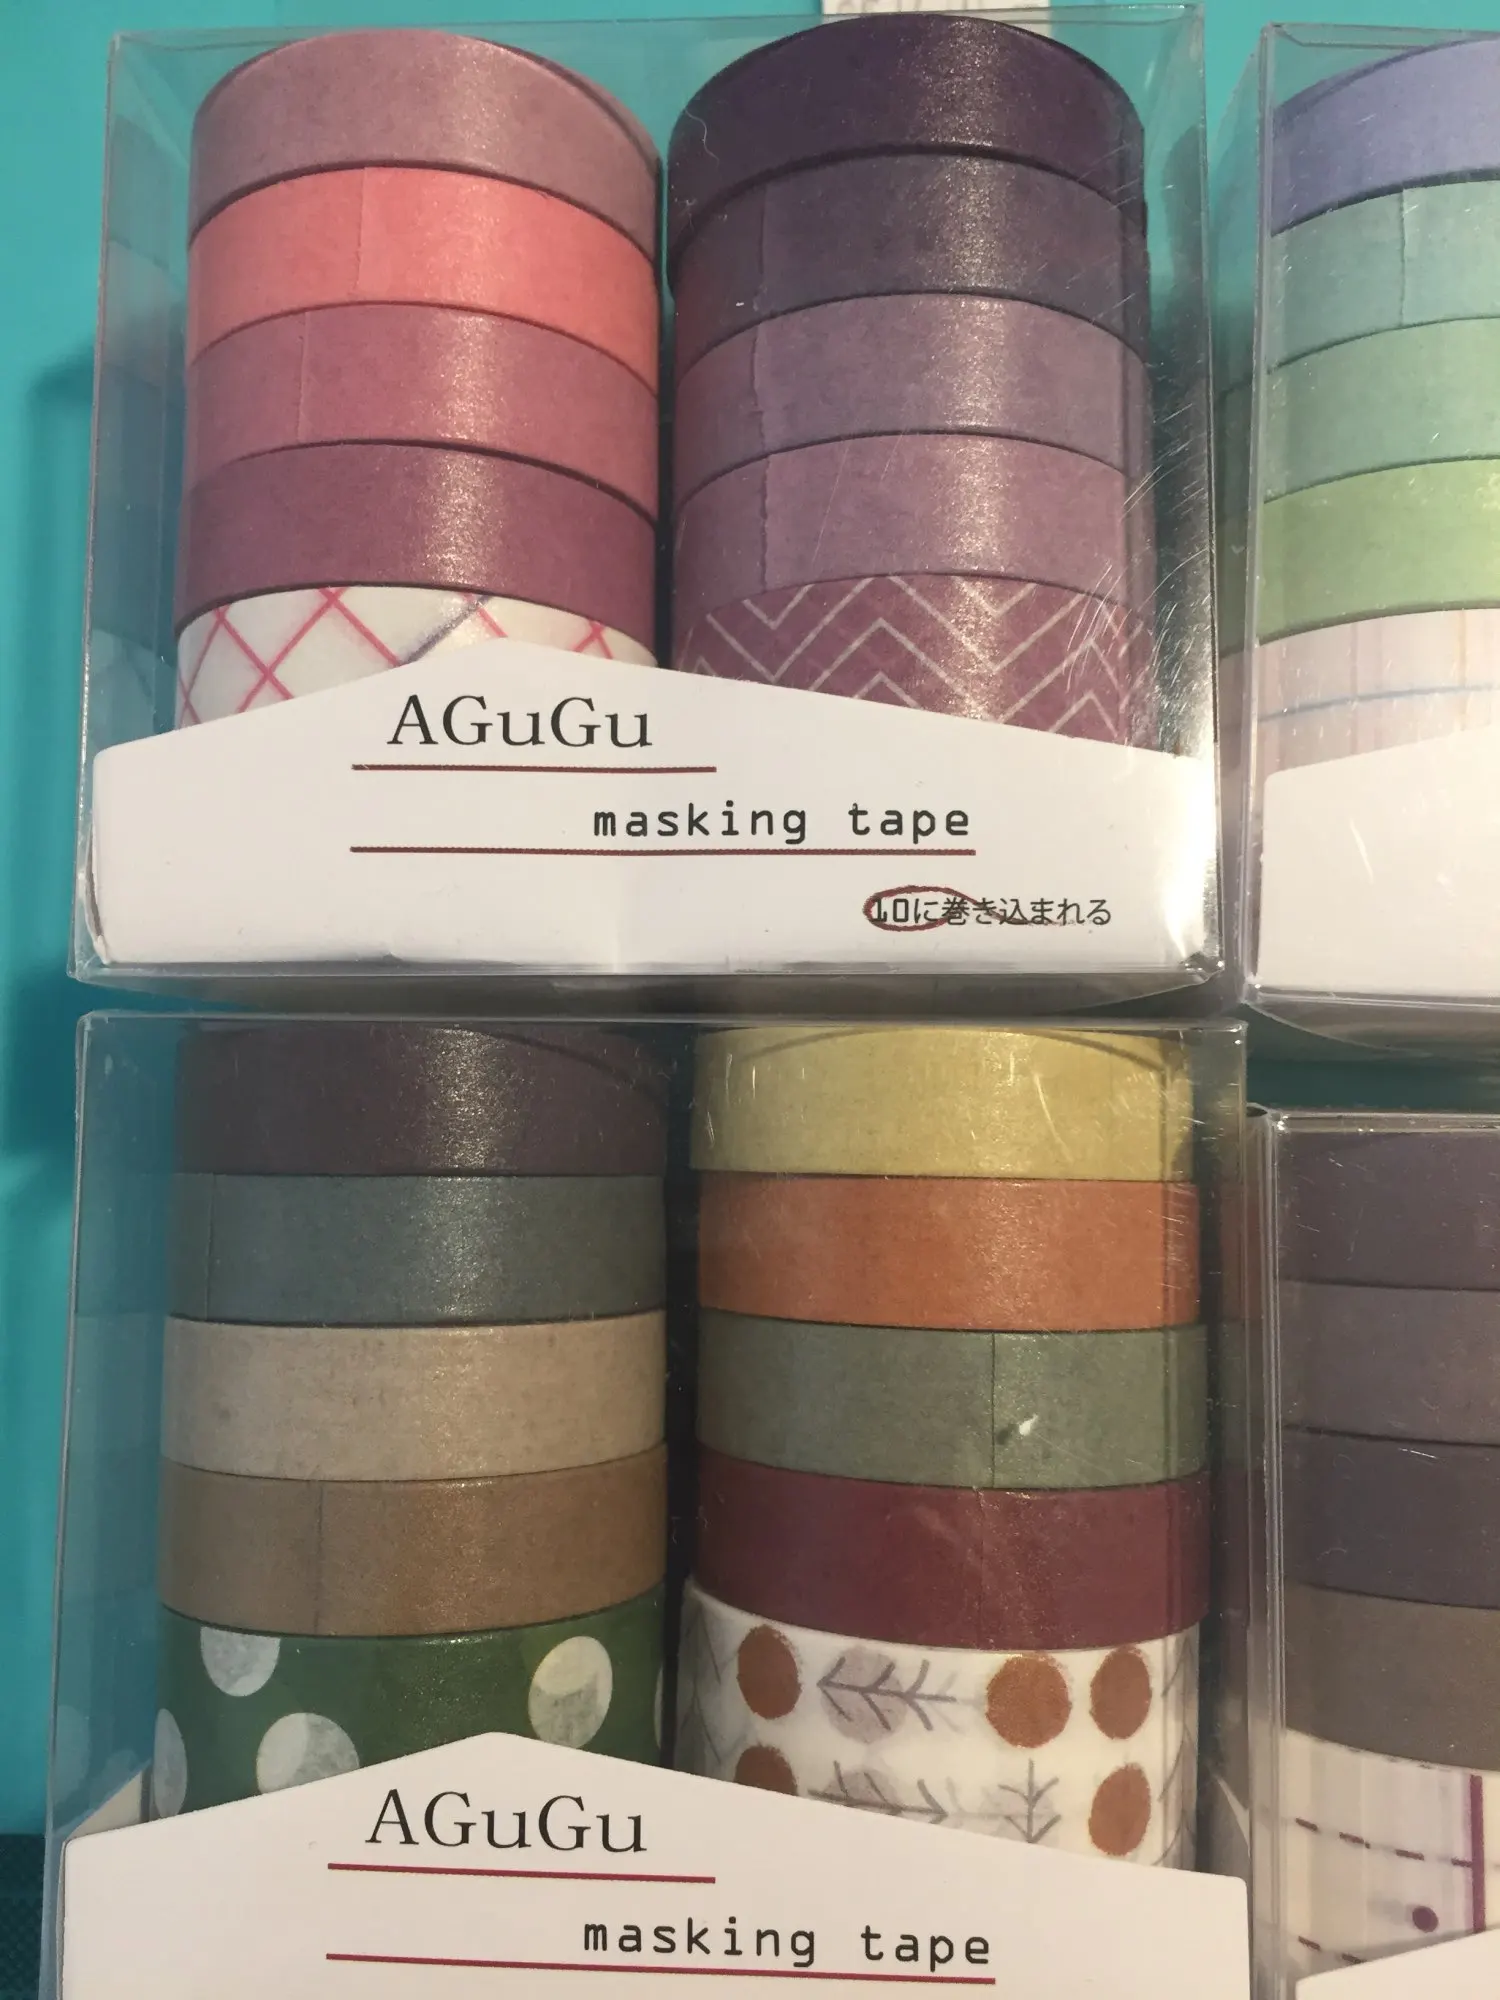 AGuGu
masking tape
10に巻き込まれる
AGuGu
masking tape